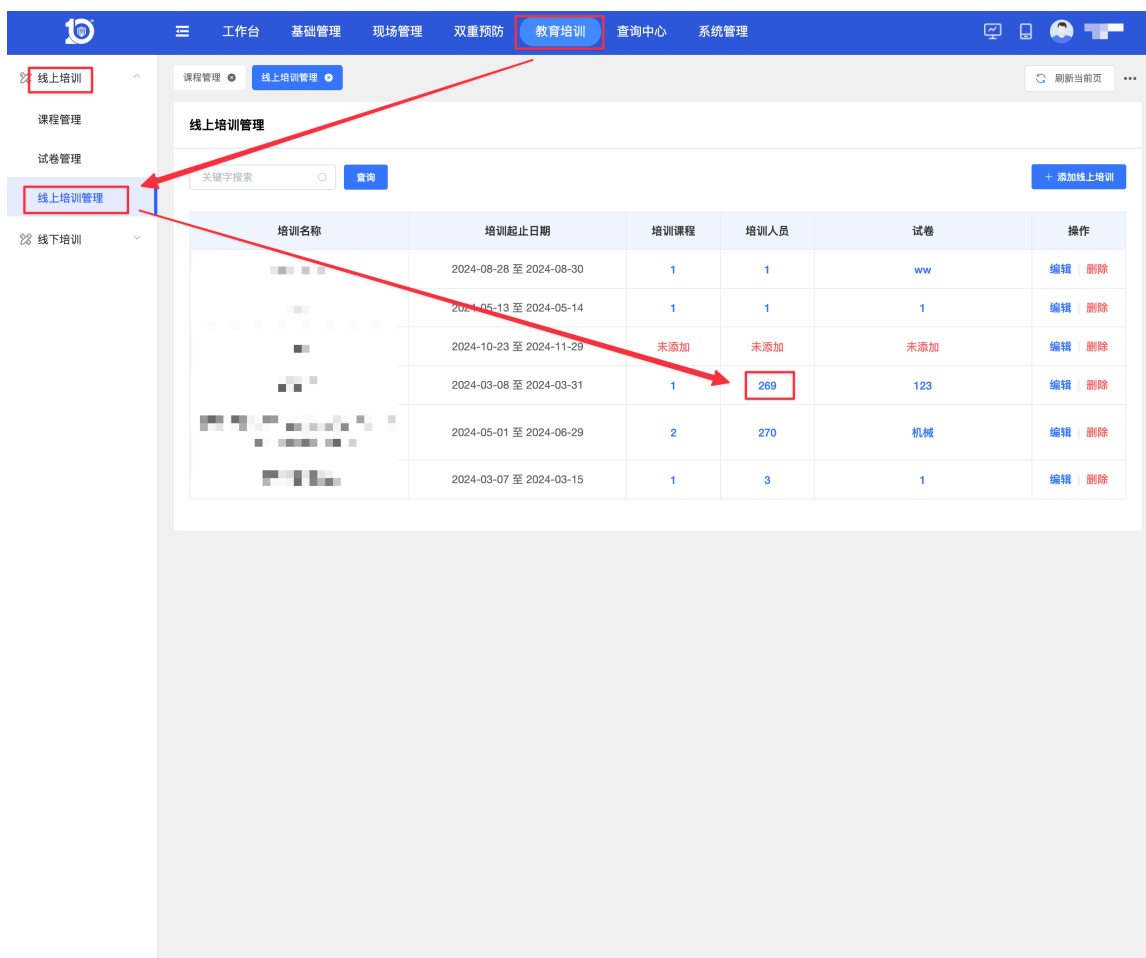 工作台 基础管理 现场管理 双重预防 教育培训 查询中心 系统管理
线上培训
课程管理
试卷管理
线上培训管理
线下培训
课程管理 线上培训管理 刷新当前页
线上培训管理
关键字搜索 查询 + 添加线上培训
培训名称 培训起止日期 培训课程 培训人员 试卷 操作
2024-08-28 至 2024-08-30 1 1 ww 编辑 删除
2024-05-13 至 2024-05-14 1 1 1 编辑 删除
2024-10-23 至 2024-11-29 未添加 未添加 未添加 编辑 删除
2024-03-08 至 2024-03-31 1 269 123 编辑 删除
2024-05-01 至 2024-06-29 2 270 机械 编辑 删除
2024-03-07 至 2024-03-15 1 3 1 编辑 删除